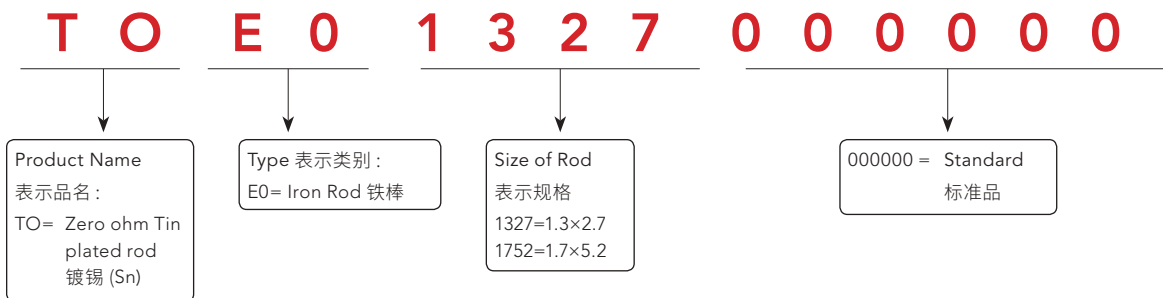 T O E 0 1 3 2 7 0 0 0 0 0 0
Product Name
表示品名 :
TO= Zero ohm Tin
plated rod
镀锡 (Sn)
Type 表示类别 :
E0= Iron Rod 铁棒
Size of Rod
表示规格
1327=1.3×2.7
1752=1.7×5.2
000000 = Standard
标准品